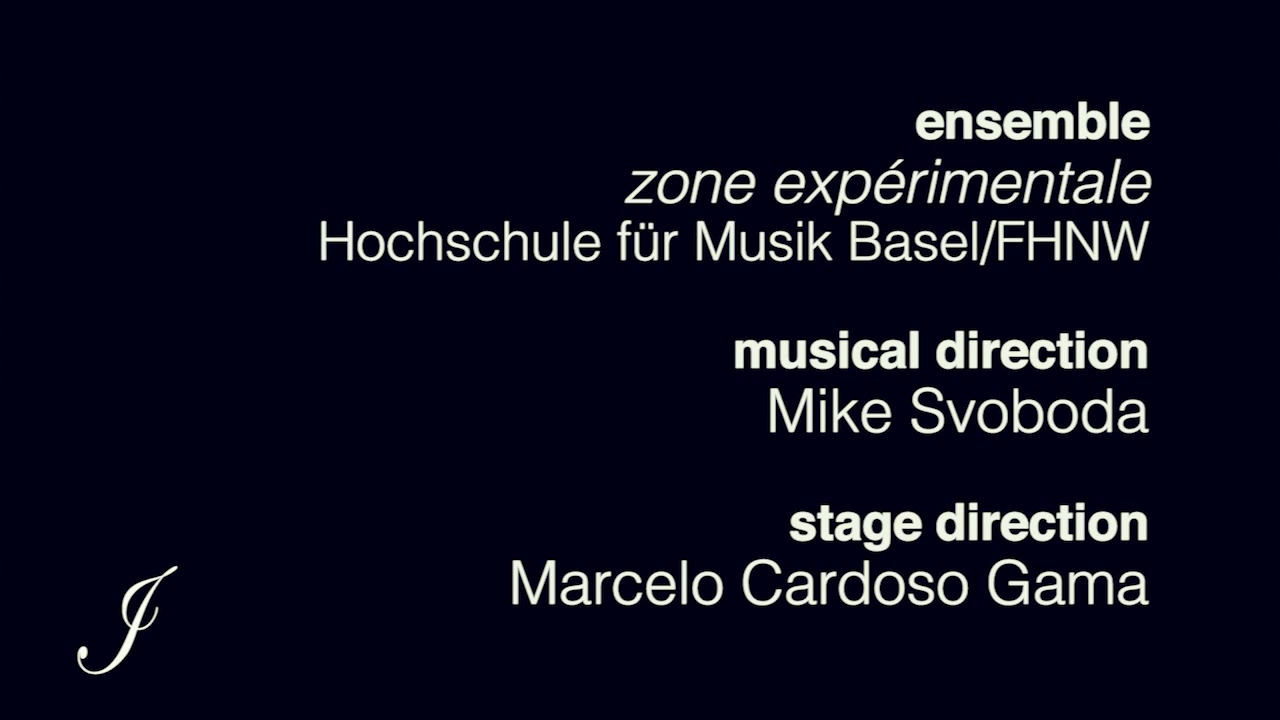 ensemble
zone expérimentale
Hochschule für Musik Basel/FHNW
musical direction
Mike Svoboda
stage direction
Marcelo Cardoso Gama